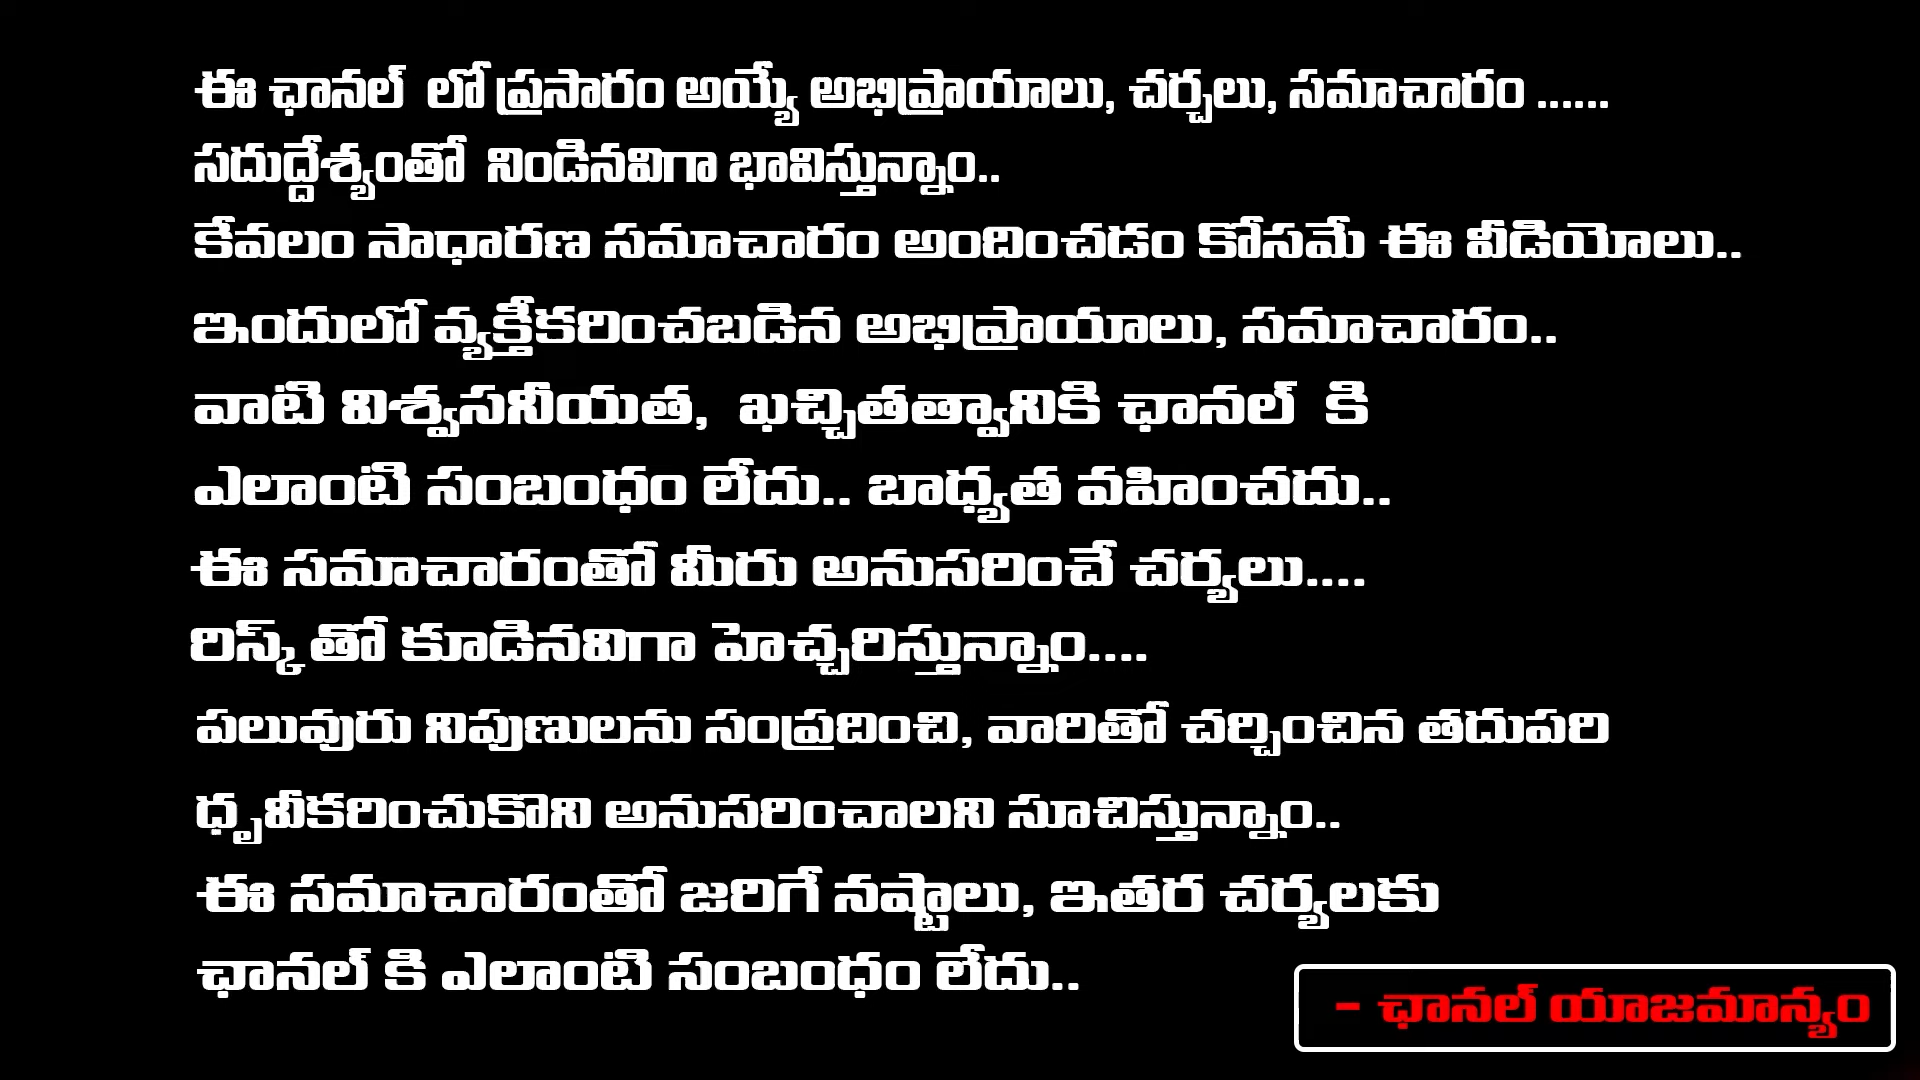 ఈ ఛానల్ లో ప్రసారం అయ్యే అభిప్రాయాలు, చర్చలు, సమాచారం ......
సదుద్దేశ్యంతో నిండినవిగా భావిస్తున్నాం..
కేవలం సాధారణ సమాచారం అందించడం కోసమే ఈ వీడియోలు..
ఇందులో వ్యక్తీకరించబడిన అభిప్రాయాలు, సమాచారం..
వాటి విశ్వసనీయత, ఖచ్చితత్వానికి ఛానల్ కి
ఎలాంటి సంబంధం లేదు.. బాధ్యత వహించదు..
ఈ సమాచారంతో మీరు అనుసరించే చర్యలు....
రిస్క్ తో కూడినవిగా హెచ్చరిస్తున్నాం....
పలువురు నిపుణులను సంప్రదించి, వారితో చర్చించిన తదుపరి
ధృవీకరించుకొని అనుసరించాలని సూచిస్తున్నాం..
ఈ సమాచారంతో జరిగే నష్టాలు, ఇతర చర్యలకు
ఛానల్ కి ఎలాంటి సంబంధం లేదు..
- ఛానల్ యాజమాన్యం